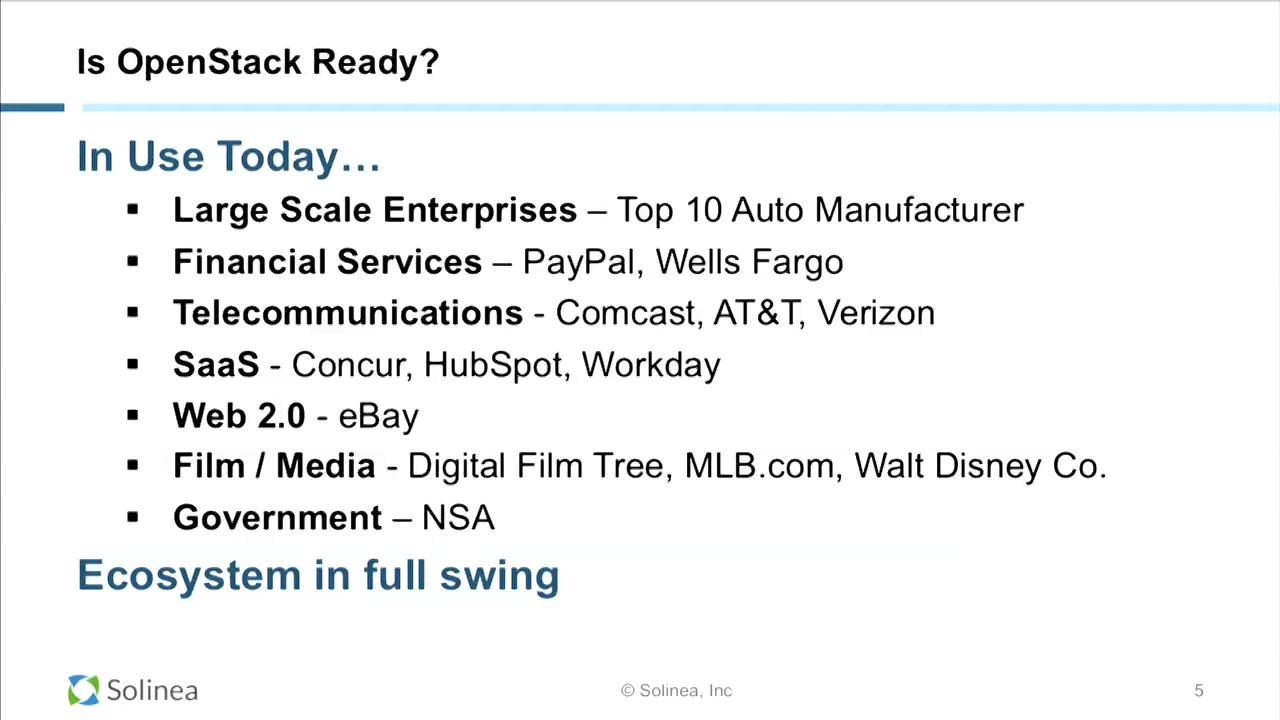 Is OpenStack Ready?
In Use Today…
▪ Large Scale Enterprises – Top 10 Auto Manufacturer
▪ Financial Services – PayPal, Wells Fargo
▪ Telecommunications - Comcast, AT&T, Verizon
▪ SaaS - Concur, HubSpot, Workday
▪ Web 2.0 - eBay
▪ Film / Media - Digital Film Tree, MLB.com, Walt Disney Co.
▪ Government – NSA
Ecosystem in full swing
Solinea
© Solinea, Inc
5